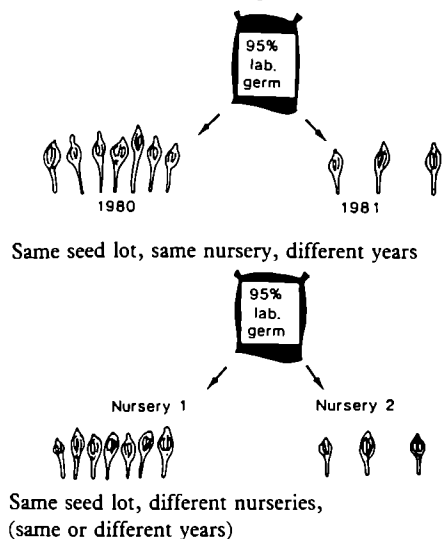 95%
lab.
germ
1980 1981
Same seed lot, same nursery, different years
95%
lab.
germ
Nursery 1 Nursery 2
Same seed lot, different nurseries,
(same or different years)